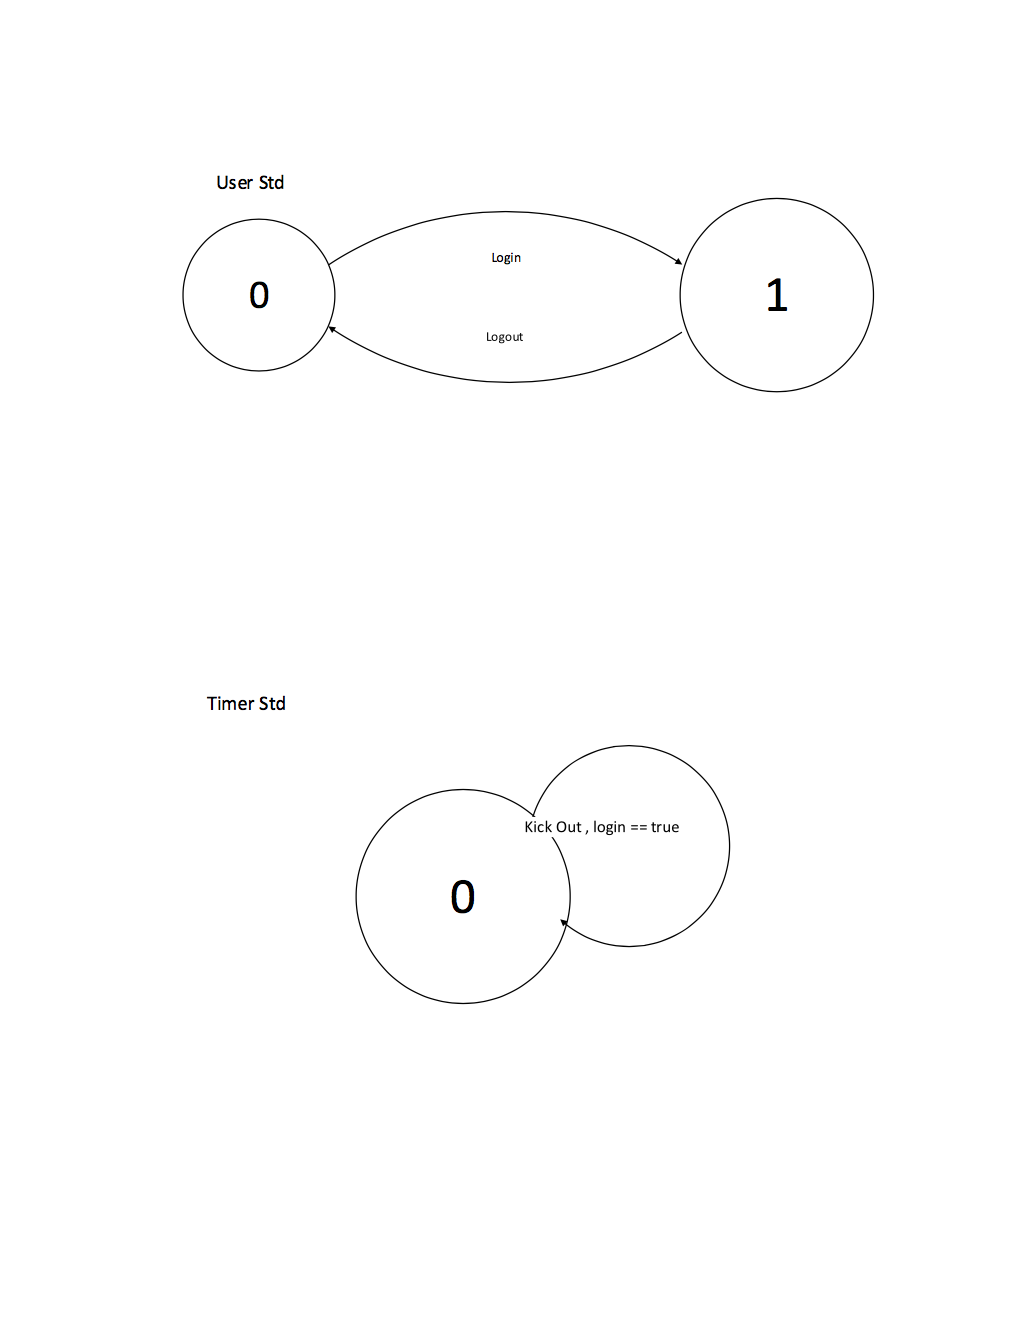 User Std
0
Login
1
Logout
Timer Std
Kick Out , login == true
0